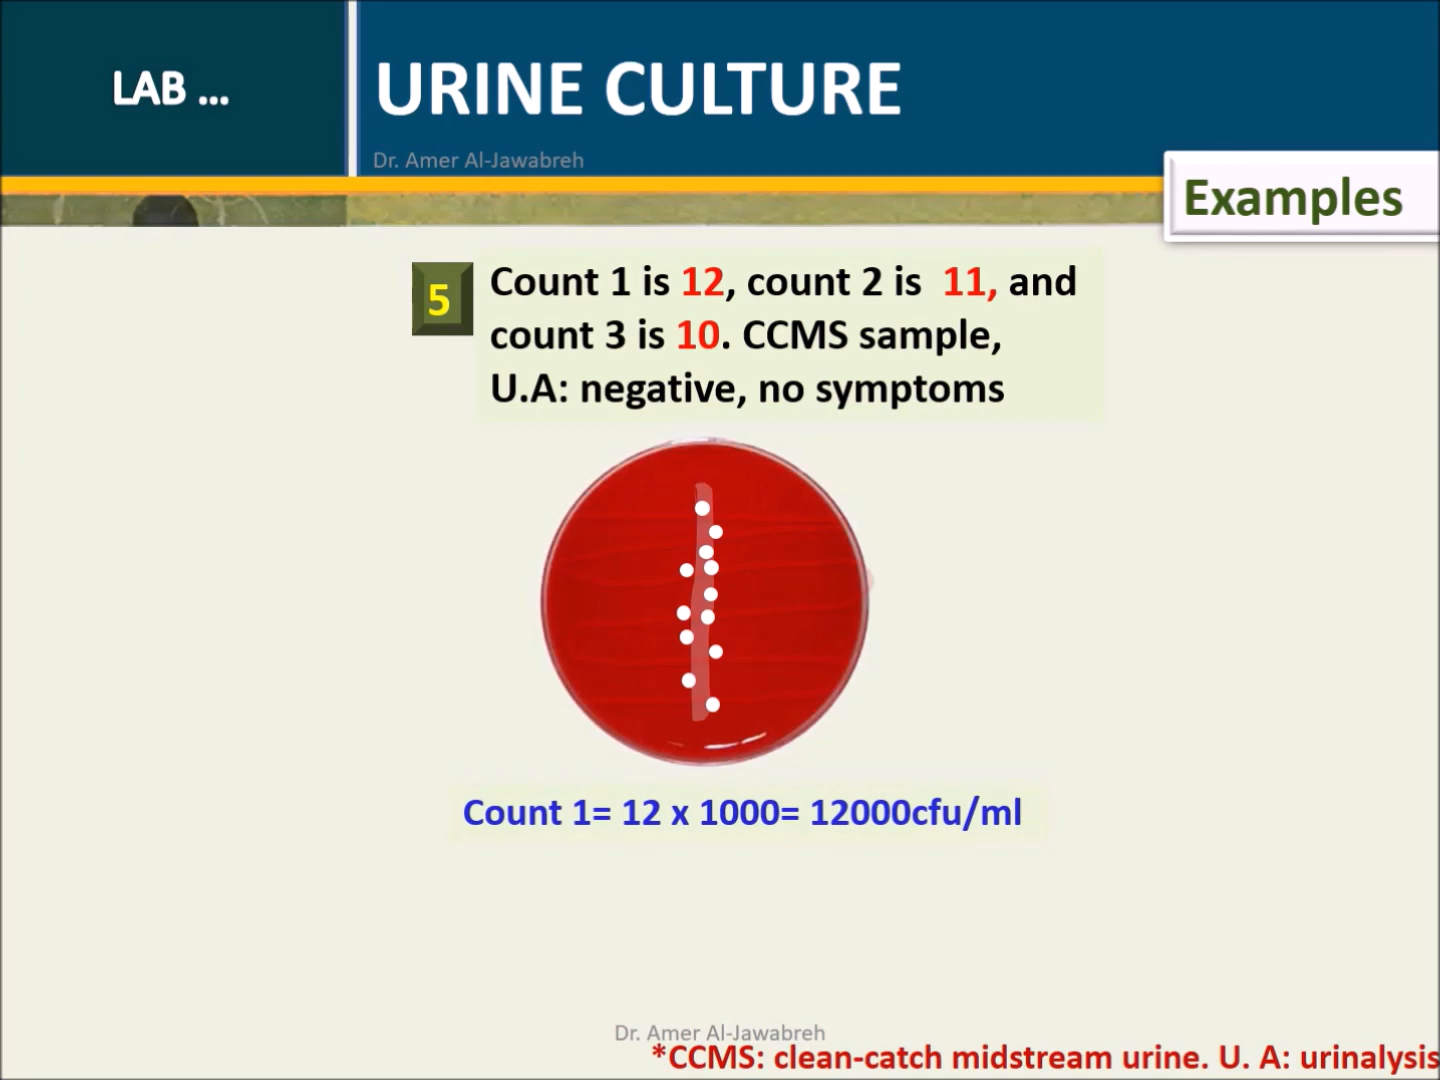 LAB ...
URINE CULTURE
Dr. Amer Al-Jawabreh
Examples
5
Count 1 is 12, count 2 is 11, and
count 3 is 10. CCMS sample,
U.A: negative, no symptoms
Count 1= 12 x 1000= 12000cfu/ml
Dr. Amer Al-Jawabreh
*CCMS: clean-catch midstream urine. U. A: urinalysis